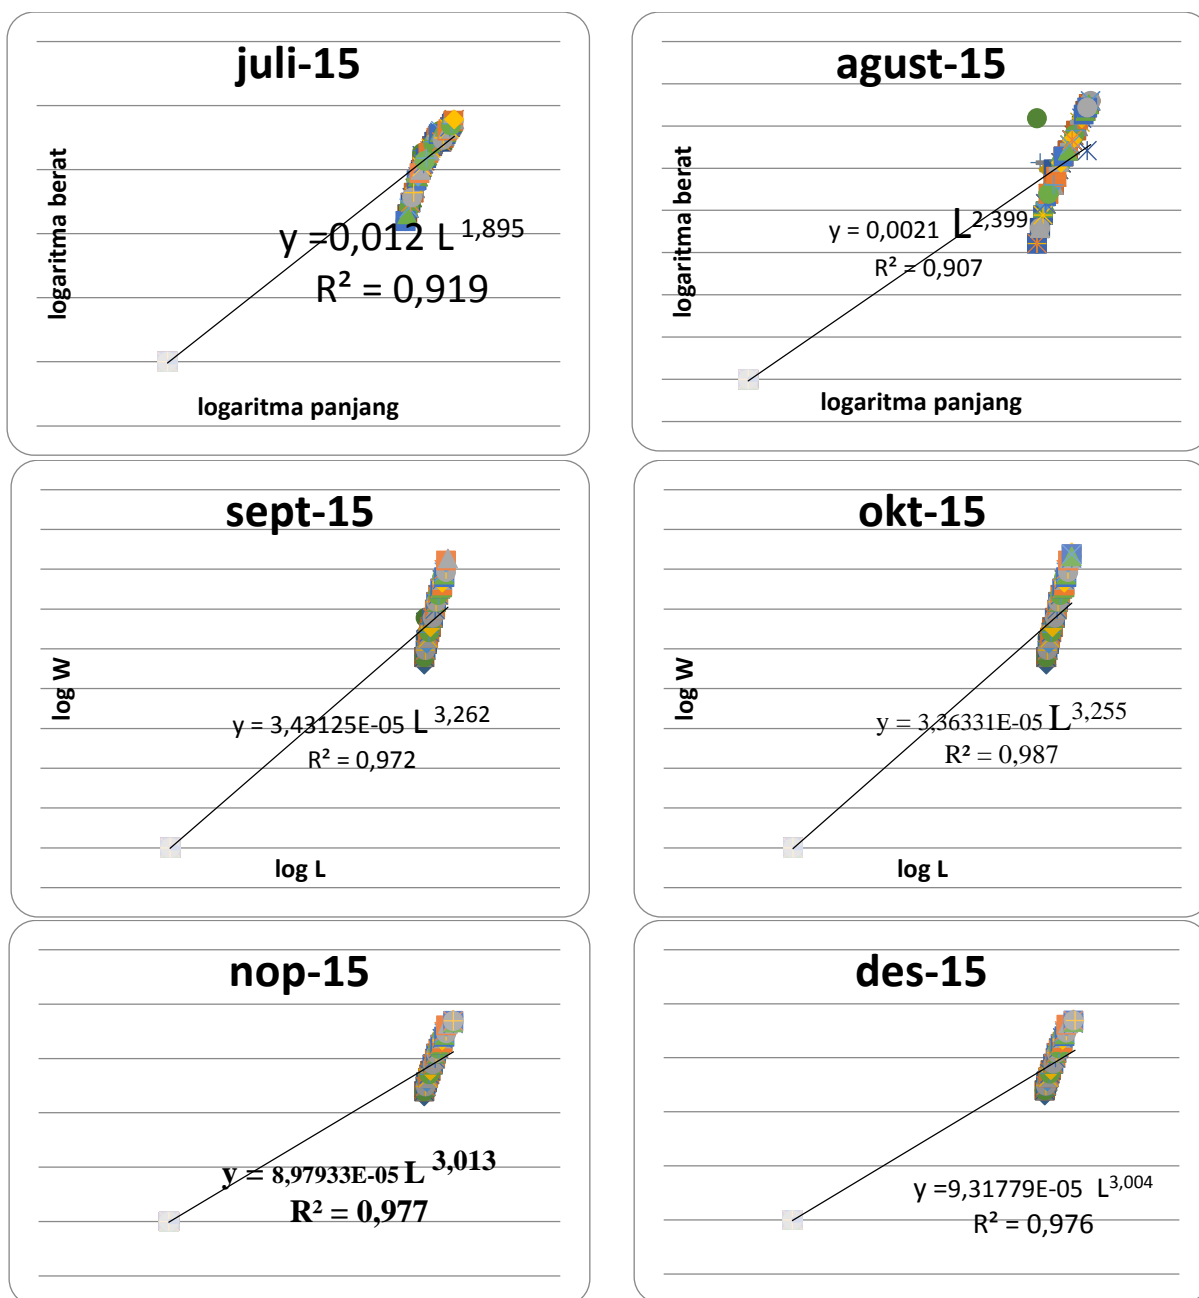 juli-15
logaritma berat
y =0,012 L 1,895
R² = 0,919
logaritma panjang
agust-15
logaritma berat
y = 0,0021 L2,399
R² = 0,907
logaritma panjang
sept-15
log W
y = 3,43125E-05 L 3,262
R² = 0,972
log L
okt-15
log W
y = 3,36331E-05 L3,255
R² = 0,987
log L
nop-15
y = 8,97933E-05 L 3,013
R² = 0,977
des-15
y =9,31779E-05 L3,004
R² = 0,976